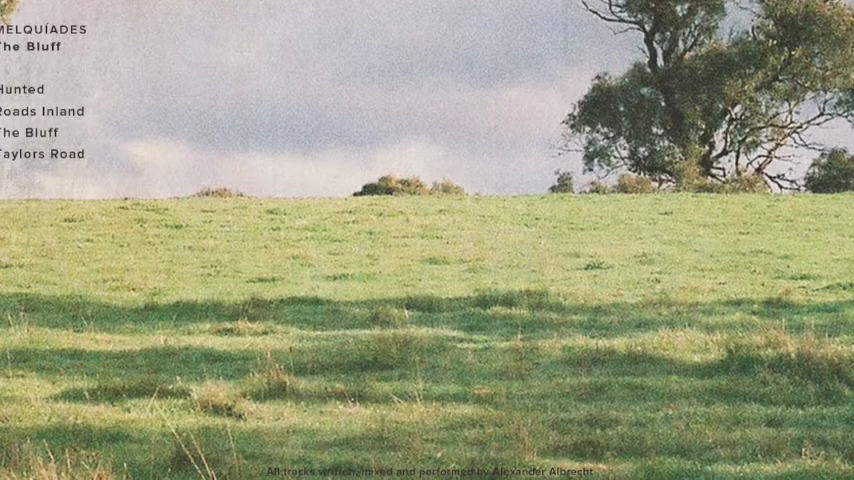 MELQUÍADES
The Bluff
Hunted
Roads Inland
The Bluff
Taylors Road
All tracks written, mixed and performed by Alexander Albrecht